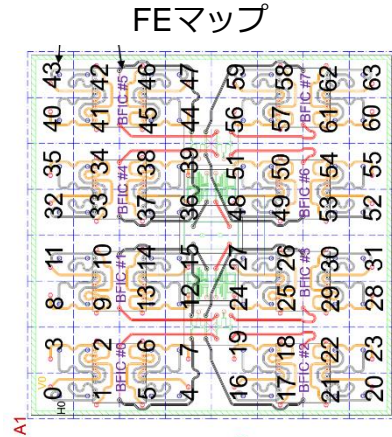 FEマップ
A1
V0
0 3 8 11 32 35 40 43
H0
1 2 9 10 33 34 41 42
BFIC #0 BFIC #1 BFIC #4 BFIC #5
5 6 13 14 37 38 45 46
4 7 12 15 36 39 44 47
16 19 24 27 48 51 56 59
17 18 25 26 49 50 57 58
BFIC #2 BFIC #3 BFIC #6 BFIC #7
21 22 29 30 53 54 61 62
20 23 28 31 52 55 60 63